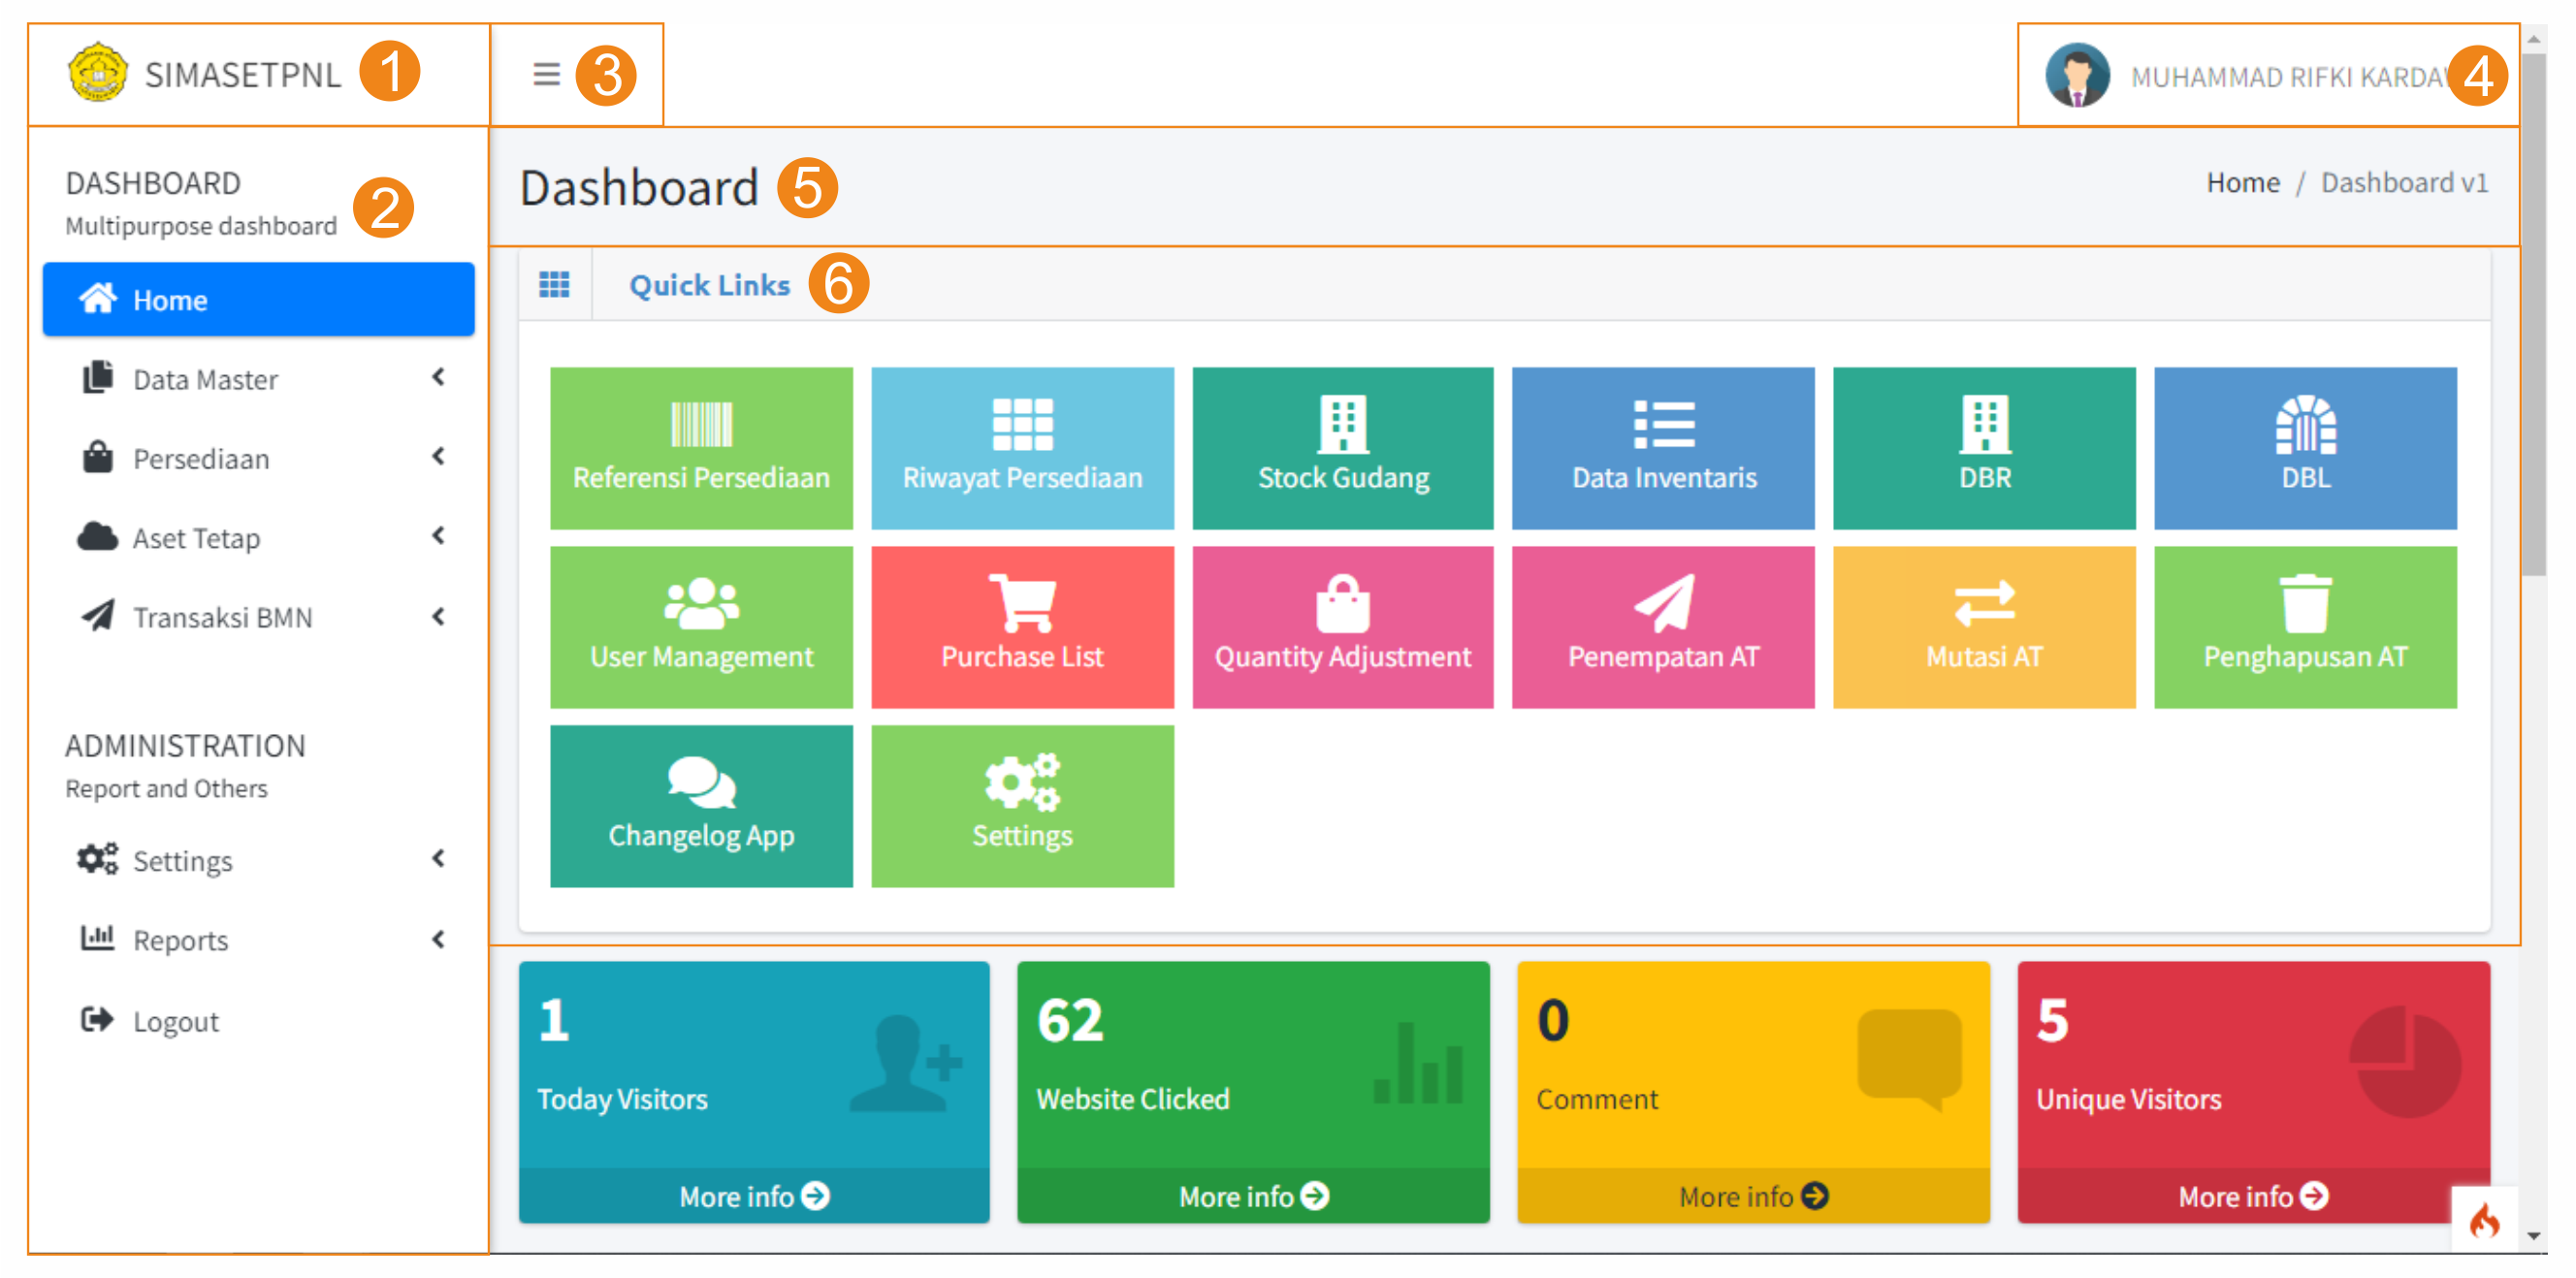 SIMASETPNL 1
3
MUHAMMAD RIFKI KARDA
4
DASHBOARD
Multipurpose dashboard
2
Home
Data Master
Persediaan
Aset Tetap
Transaksi BMN
ADMINISTRATION
Report and Others
Settings
Reports
Logout
Dashboard 5
Home / Dashboard v1
Quick Links 6
Referensi Persediaan
Riwayat Persediaan
Stock Gudang
Data Inventaris
DBR
DBL
User Management
Purchase List
Quantity Adjustment
Penempatan AT
Mutasi AT
Penghapusan AT
Changelog App
Settings
1
Today Visitors
More info
62
Website Clicked
More info
0
Comment
More info
5
Unique Visitors
More info